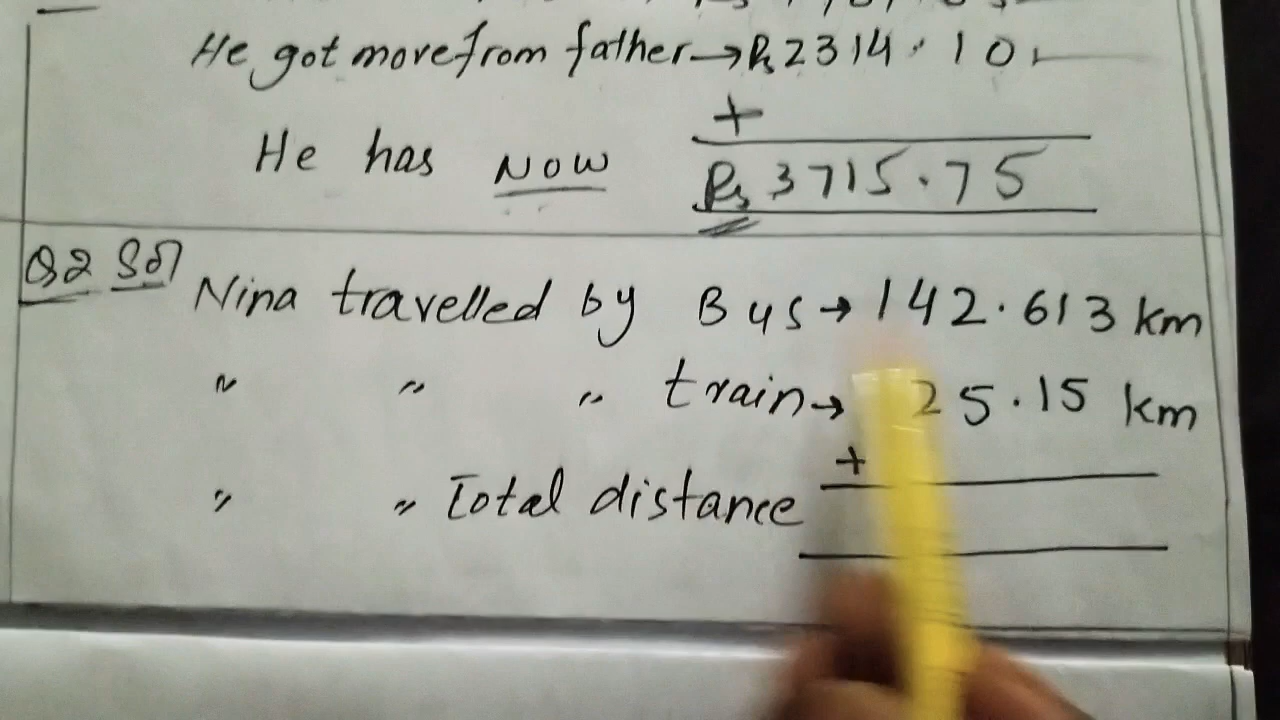 He got more from father → Rs 2314.10
+
He has NOW Rs 3715.75
Q2 Sol Nina travelled by Bus → 142.613 km
" " " train → 25.15 km
+
" " Total distance